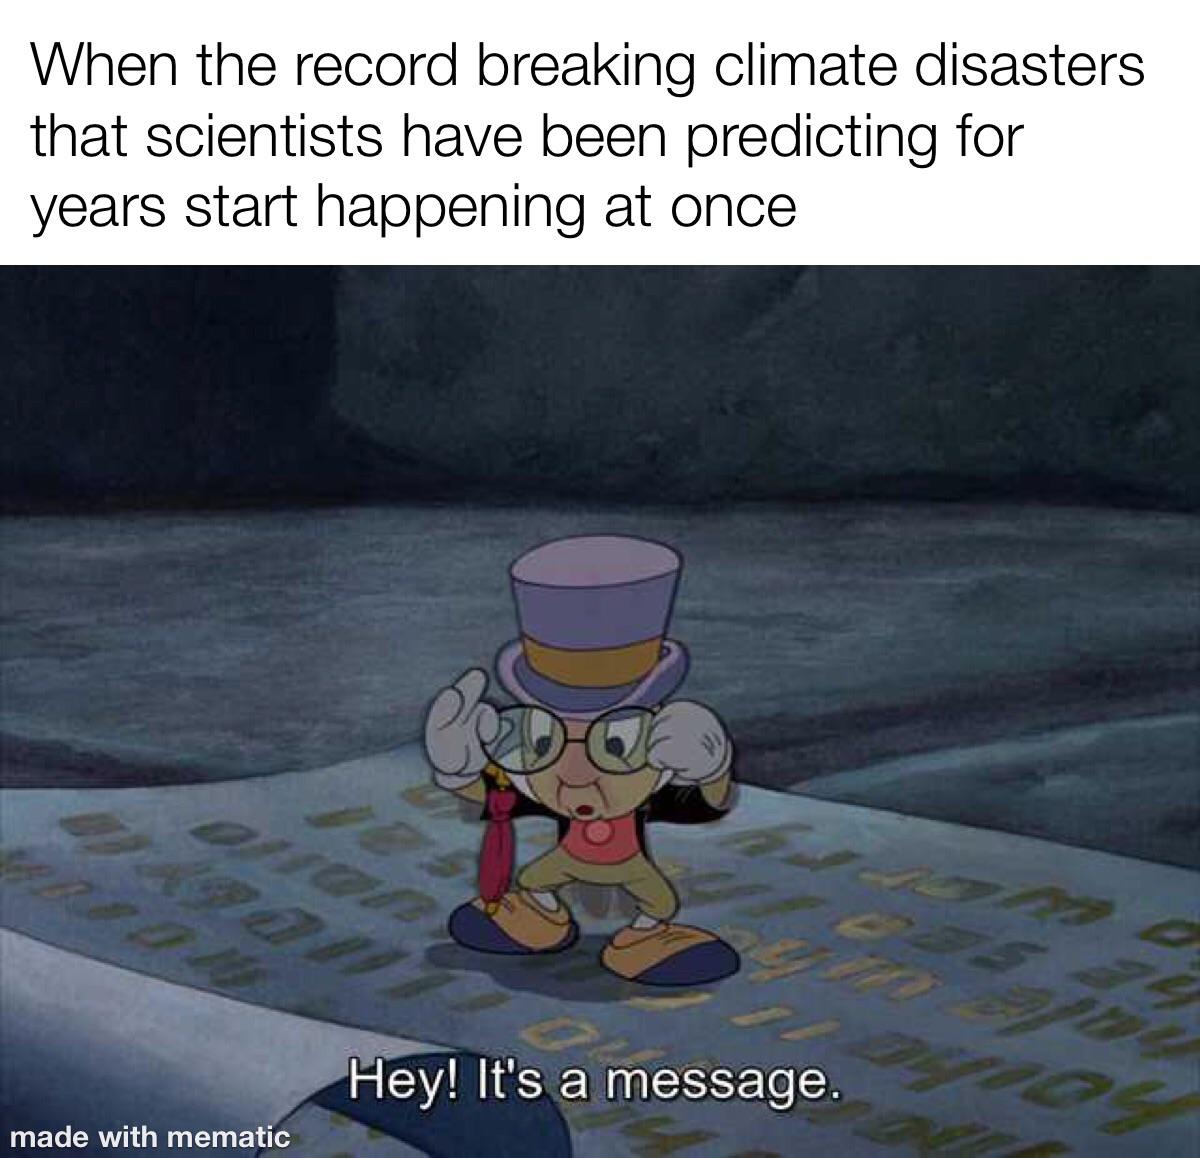 When the record breaking climate disasters
that scientists have been predicting for
years start happening at once
Hey! It's a message.
made with mematic